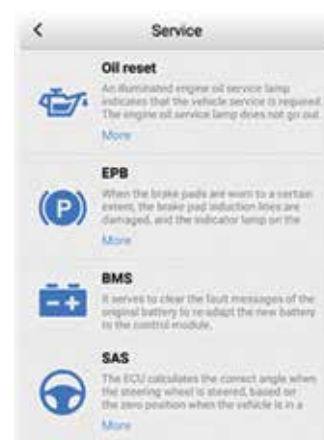 Service
Oil reset
An illuminated engine oil service lamp
indicates that the vehicle service is required.
The engine oil service lamp does not go out
More
EPB
When the brake pads are worn to a certain
extent, the brake pad induction lines are
damaged, and the indicator lamp on the
More
(P)
BMS
It serves to clear the fault messages of the
original battery to re-adapt the new battery
to the control module.
SAS
The ECU calculates the correct angle when
the steering wheel is steered, based on
the zero position when the vehicle is in a
More